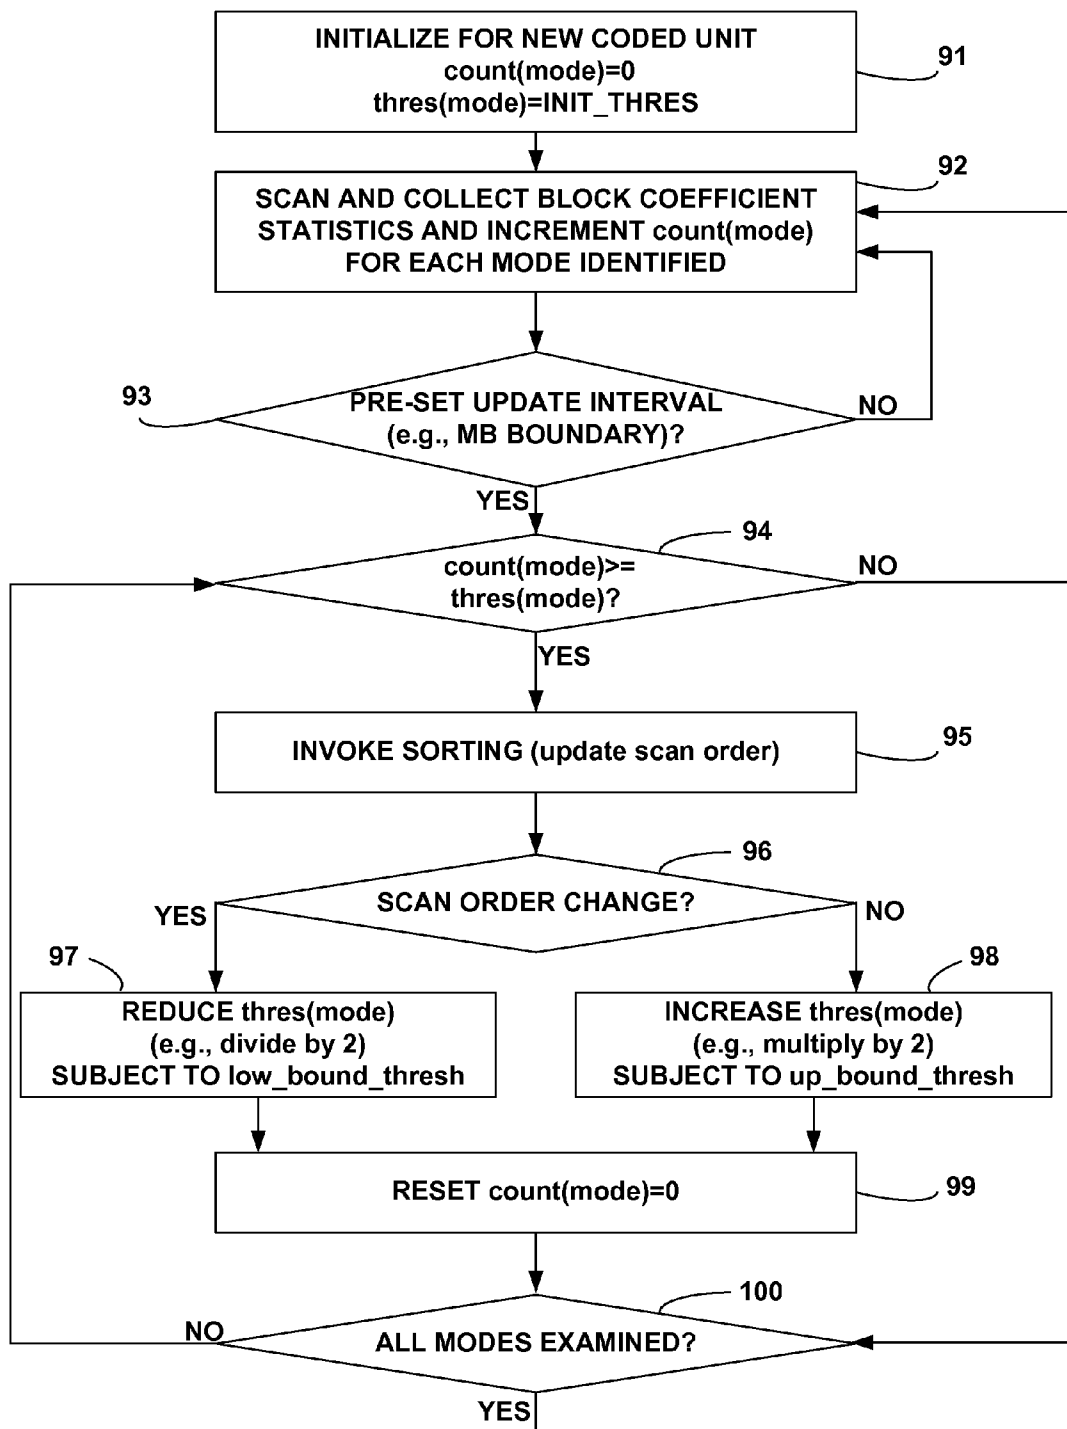 INITIALIZE FOR NEW CODED UNIT
count(mode)=0
thres(mode)=INIT_THRES
91
92
SCAN AND COLLECT BLOCK COEFFICIENT
STATISTICS AND INCREMENT count(mode)
FOR EACH MODE IDENTIFIED
93
PRE-SET UPDATE INTERVAL
(e.g., MB BOUNDARY)?
NO
YES
94
count(mode)>=
thres(mode)?
NO
YES
INVOKE SORTING (update scan order)
95
96
SCAN ORDER CHANGE?
YES
NO
97
98
REDUCE thres(mode)
(e.g., divide by 2)
SUBJECT TO low_bound_thresh
INCREASE thres(mode)
(e.g., multiply by 2)
SUBJECT TO up_bound_thresh
RESET count(mode)=0
99
100
ALL MODES EXAMINED?
NO
YES